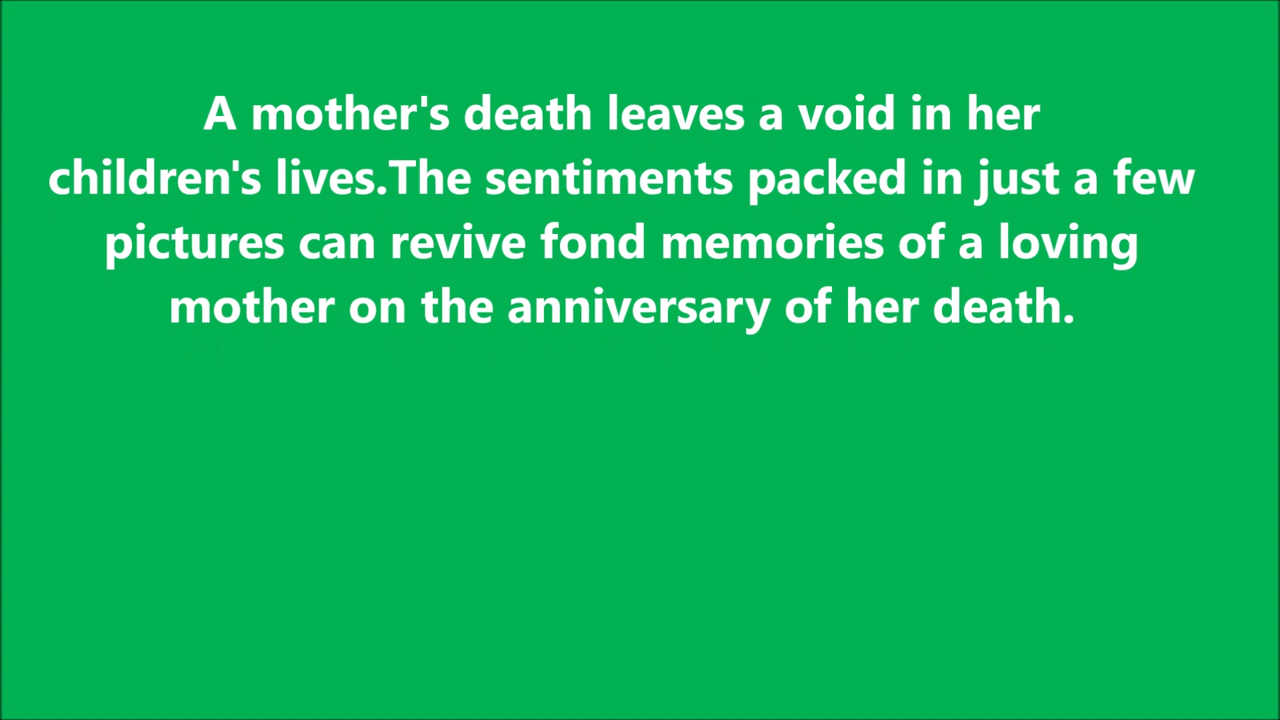 A mother's death leaves a void in her
children's lives.The sentiments packed in just a few
pictures can revive fond memories of a loving
mother on the anniversary of her death.